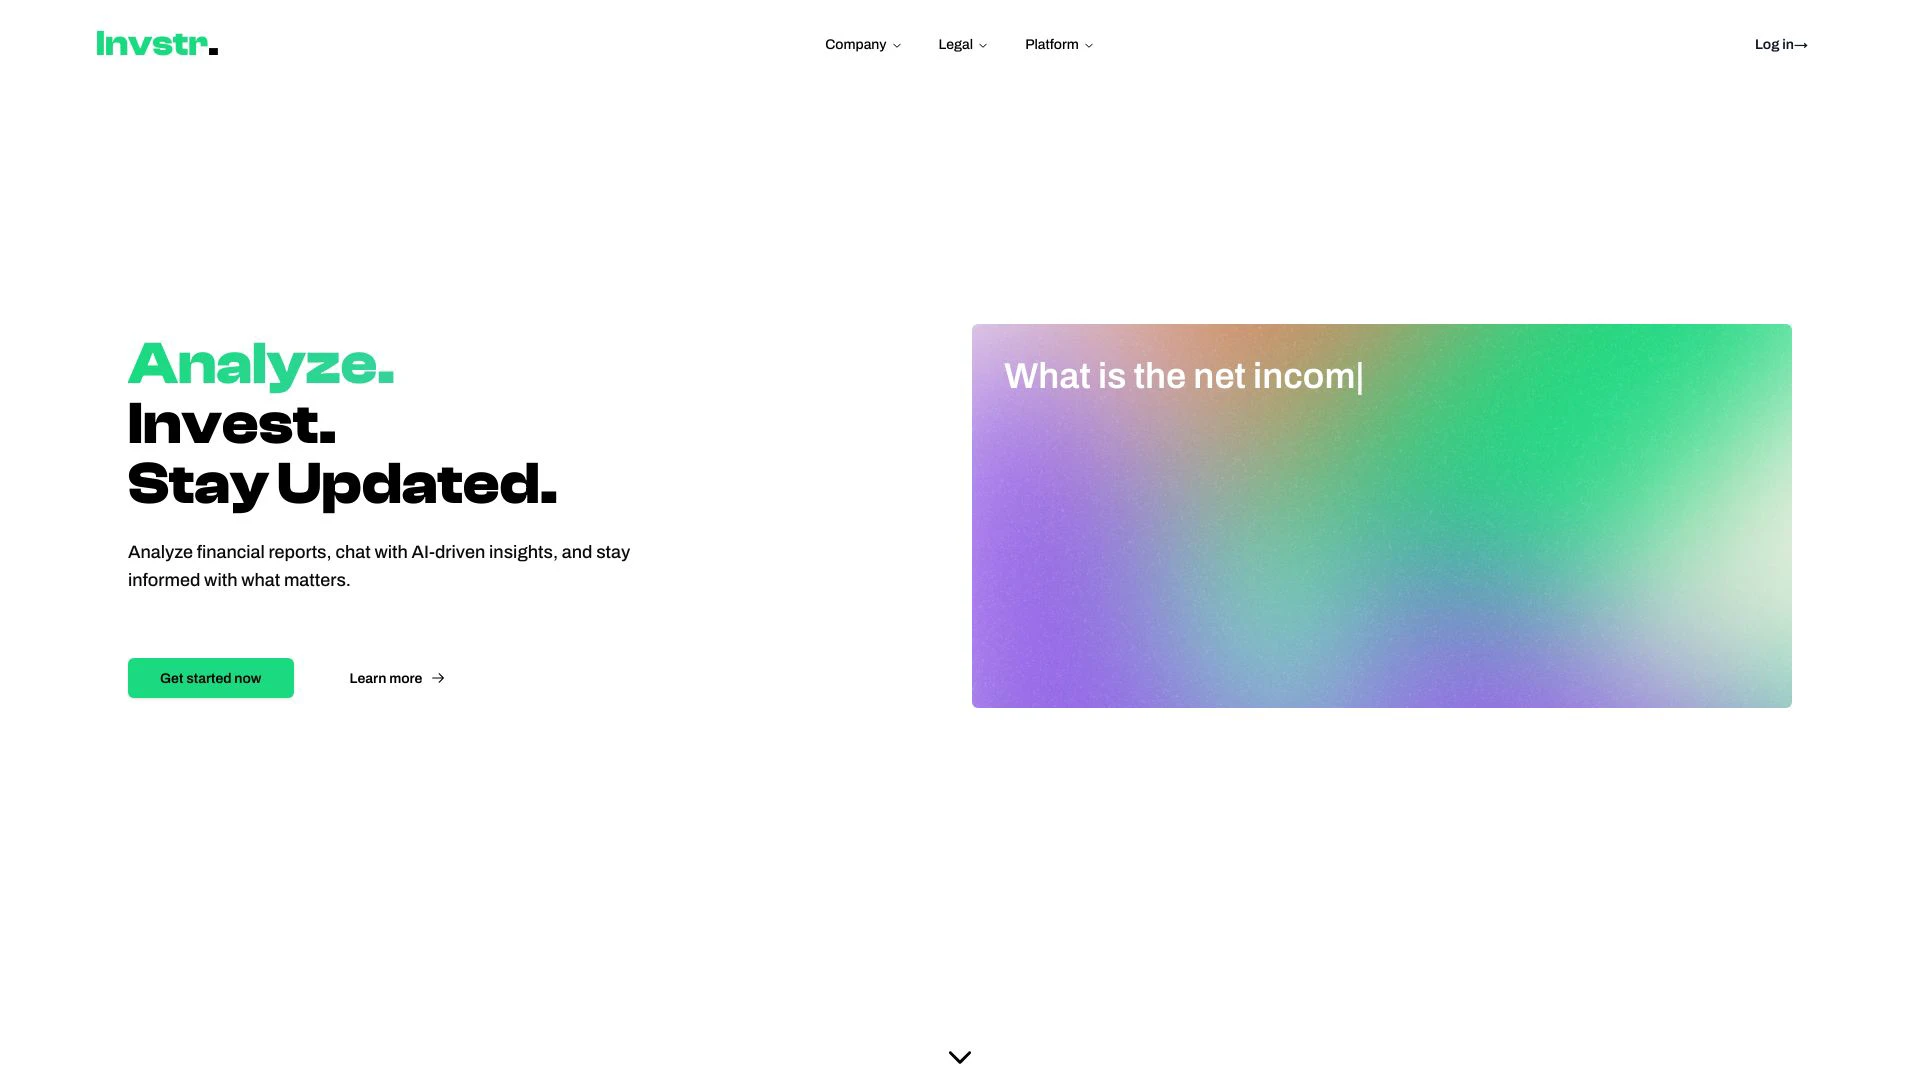 Invstr.
Company
Legal
Platform
Log in→
Analyze.
Invest.
Stay Updated.
Analyze financial reports, chat with AI-driven insights, and stay
informed with what matters.
Get started now
Learn more →
What is the net incom|